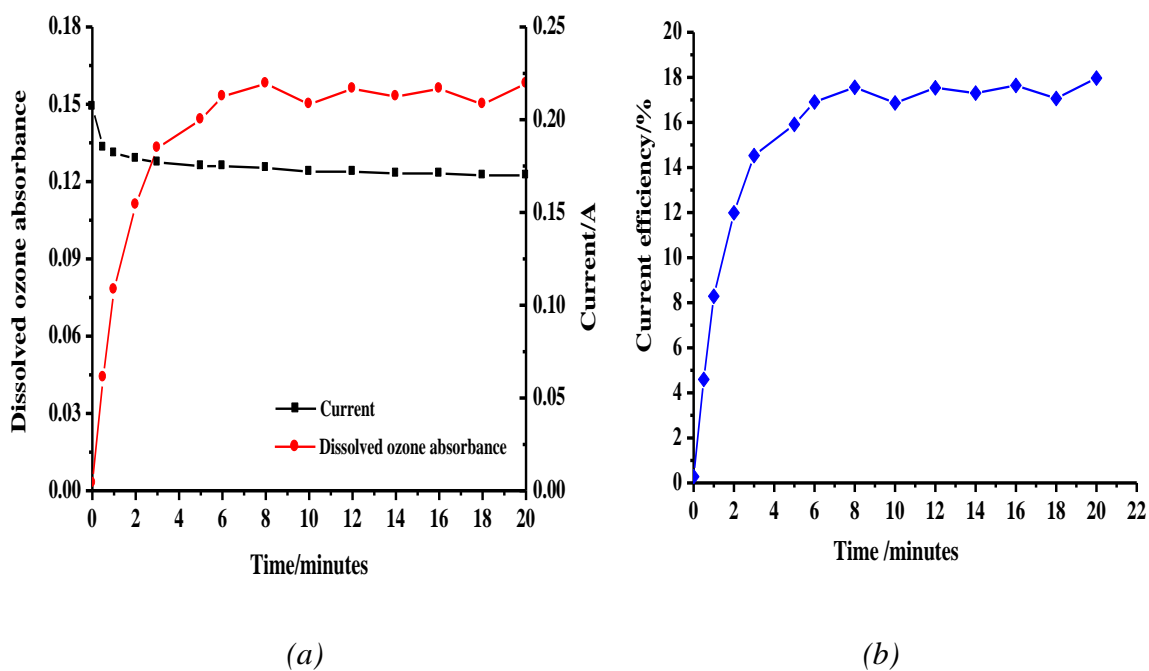 Dissolved ozone absorbance
0.18
0.15
0.12
0.09
0.06
0.03
0.00
0.25
0.20
0.15
0.10
0.05
0.00
Current/A
Current
Dissolved ozone absorbance
0 2 4 6 8 10 12 14 16 18 20
Time/minutes
(a)
Current efficiency/%
20
18
16
14
12
10
8
6
4
2
0
0 2 4 6 8 10 12 14 16 18 20 22
Time /minutes
(b)